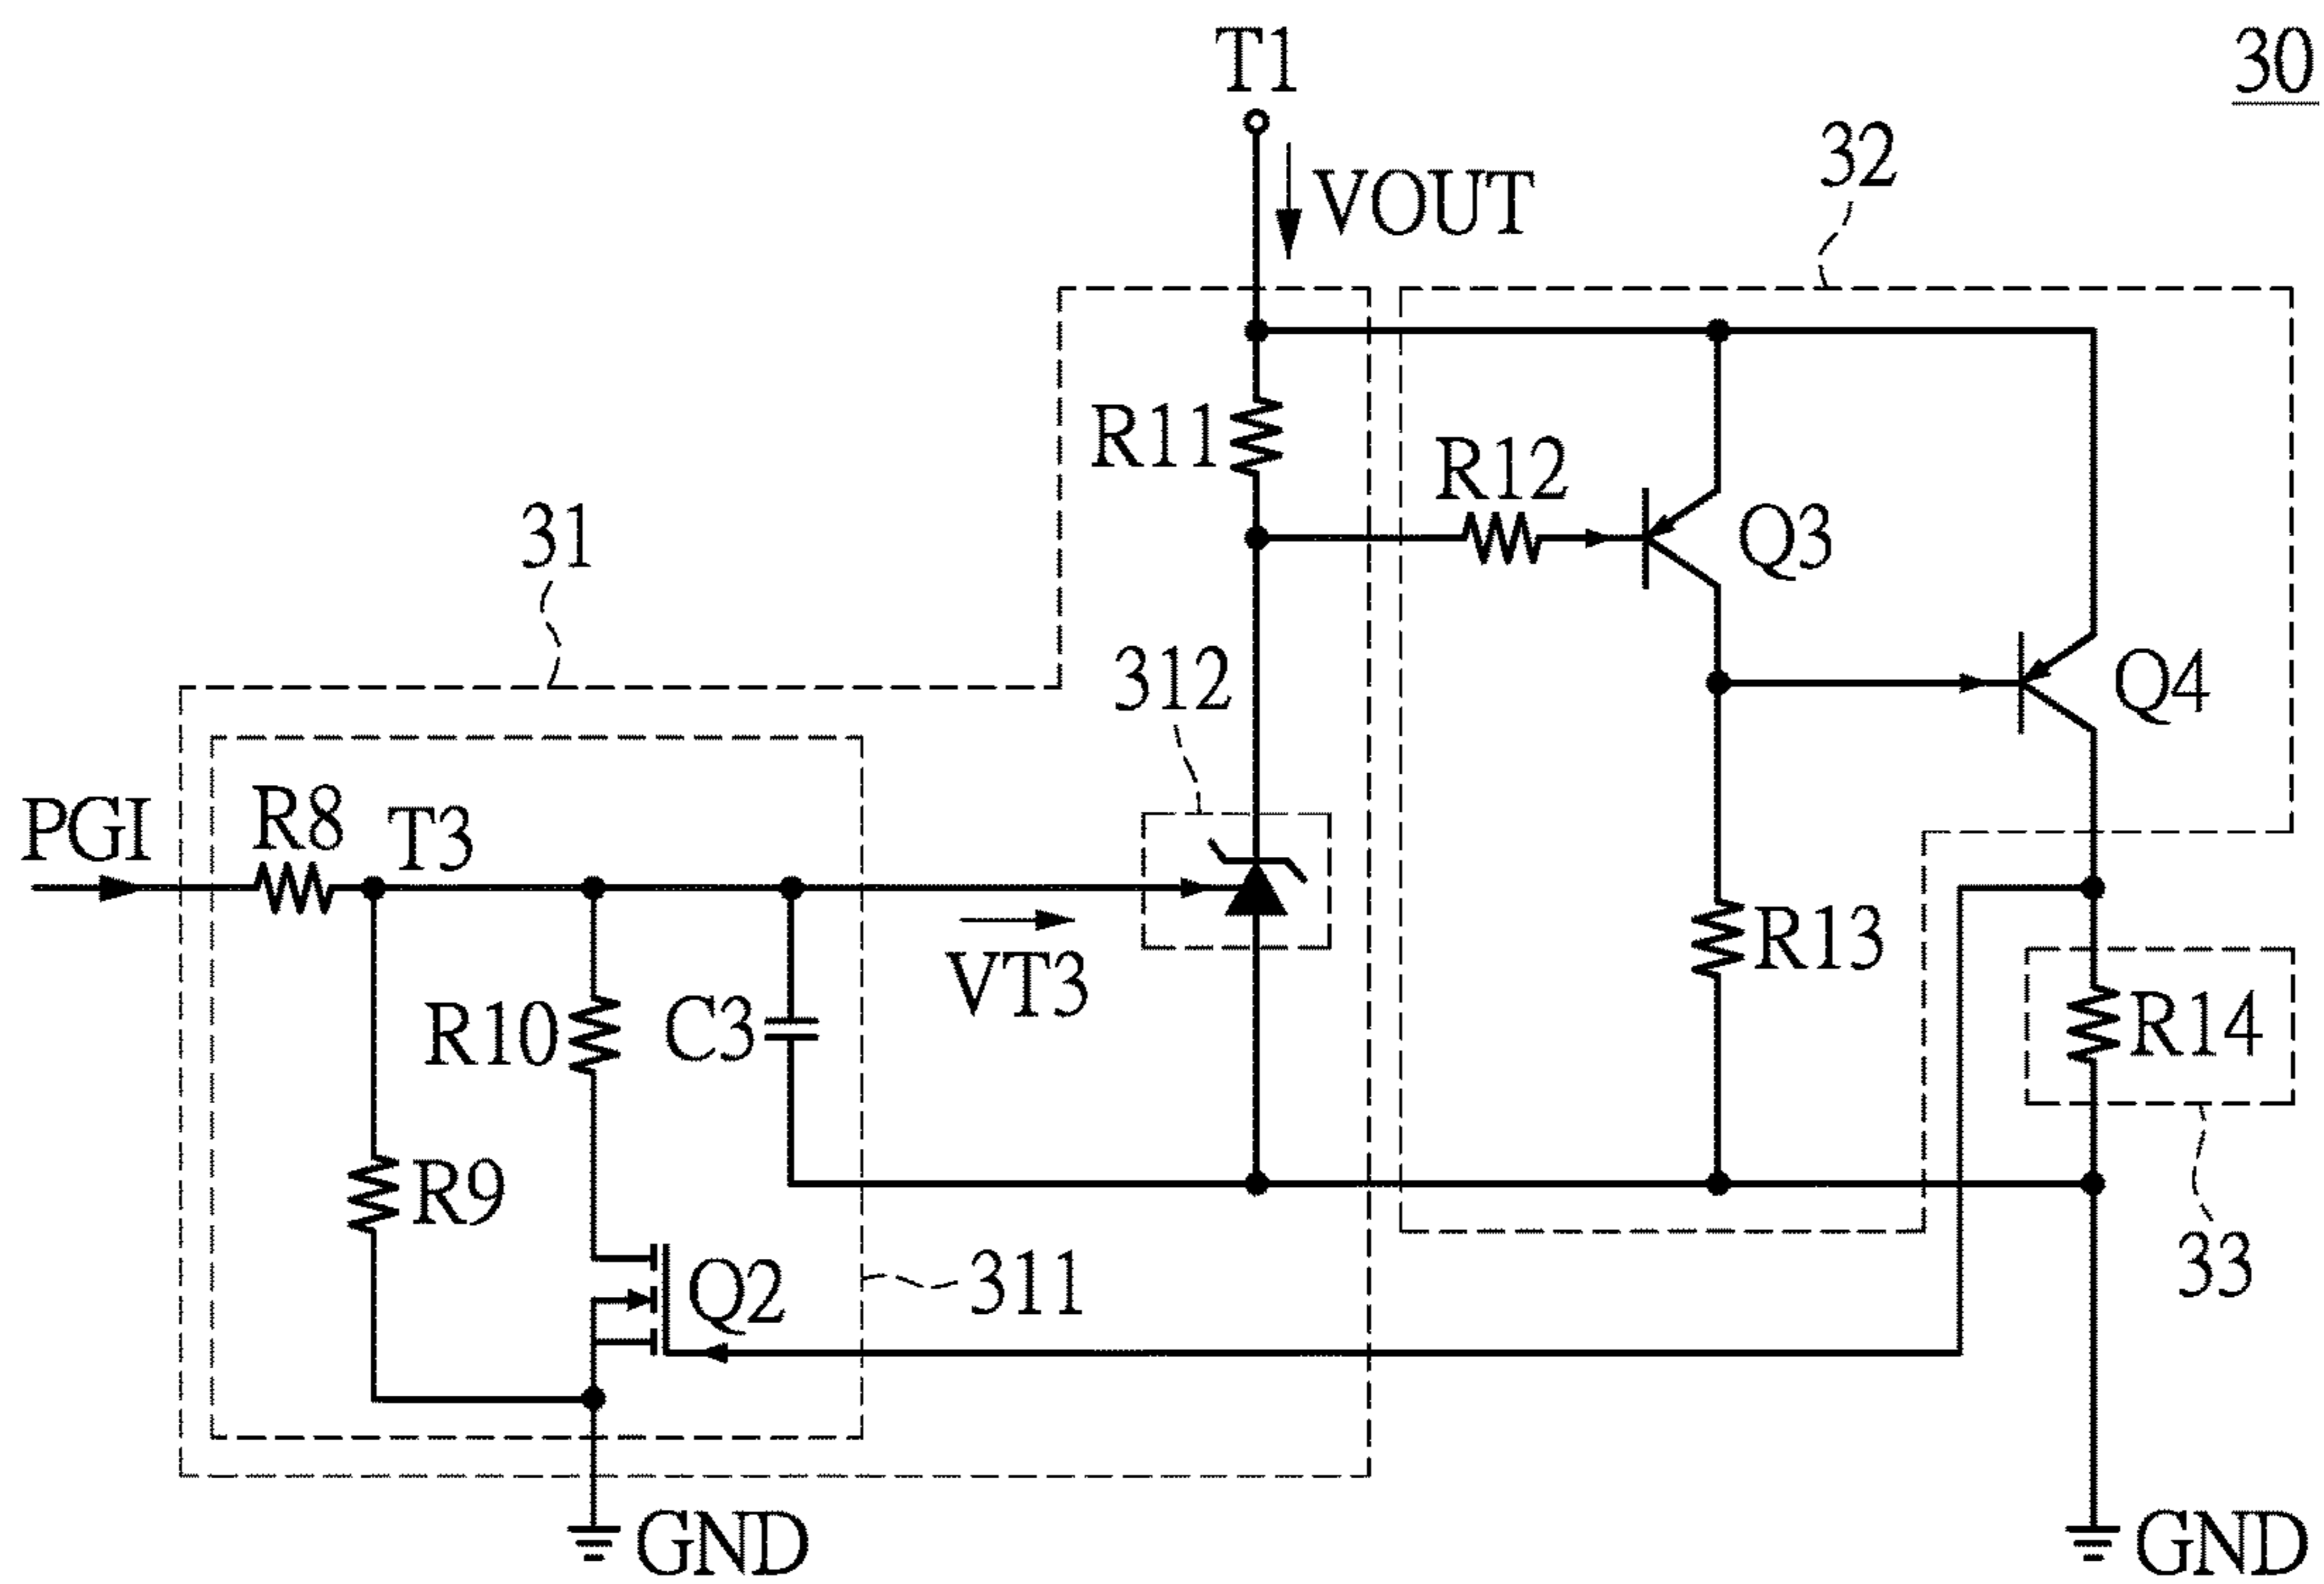 T1
30
32
VOUT
R11
R12
Q3
31
312
Q4
PGI
R8
T3
R13
VT3
R10
C3
R14
R9
Q2
311
33
GND
GND